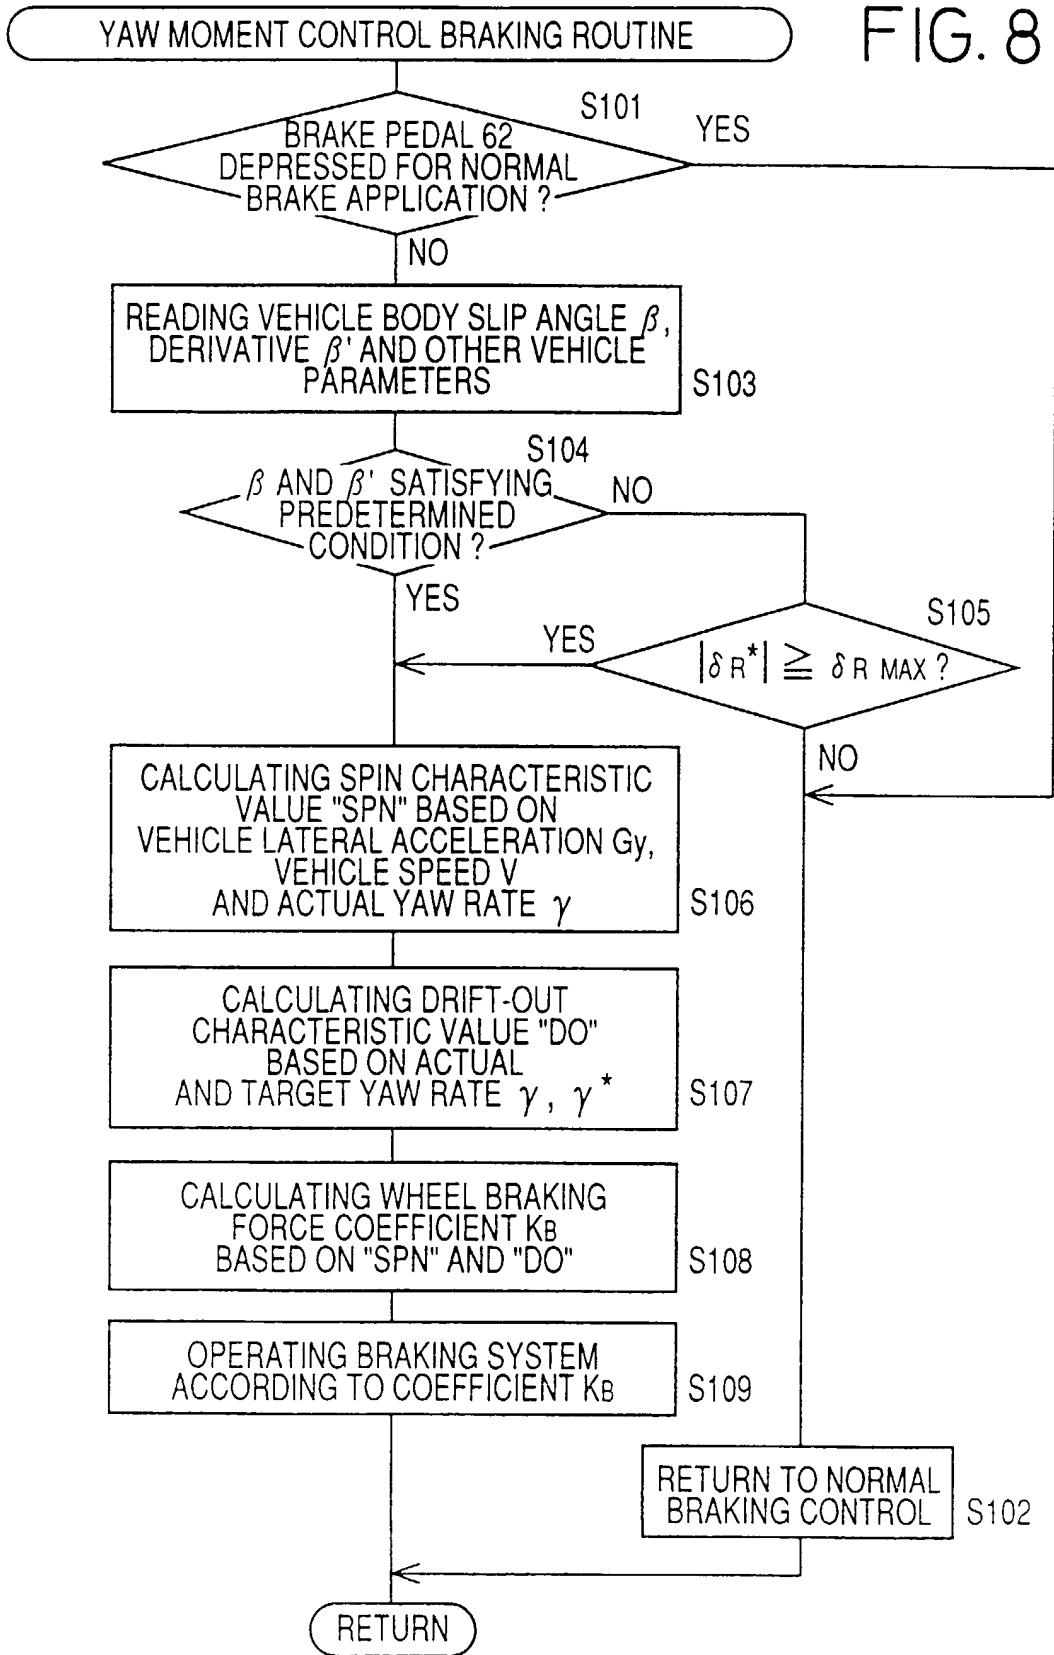 YAW MOMENT CONTROL BRAKING ROUTINE
FIG. 8
S101
BRAKE PEDAL 62
DEPRESSED FOR NORMAL
BRAKE APPLICATION ?
YES
NO
READING VEHICLE BODY SLIP ANGLE β,
DERIVATIVE β' AND OTHER VEHICLE
PARAMETERS
S103
S104
β AND β' SATISFYING
PREDETERMINED
CONDITION ?
NO
YES
S105
YES
|δ R*| ≧ δ R MAX ?
NO
CALCULATING SPIN CHARACTERISTIC
VALUE "SPN" BASED ON
VEHICLE LATERAL ACCELERATION Gy,
VEHICLE SPEED V
AND ACTUAL YAW RATE γ
S106
CALCULATING DRIFT-OUT
CHARACTERISTIC VALUE "DO"
BASED ON ACTUAL
AND TARGET YAW RATE γ, γ*
S107
CALCULATING WHEEL BRAKING
FORCE COEFFICIENT KB
BASED ON "SPN" AND "DO"
S108
OPERATING BRAKING SYSTEM
ACCORDING TO COEFFICIENT KB
S109
RETURN TO NORMAL
BRAKING CONTROL
S102
RETURN